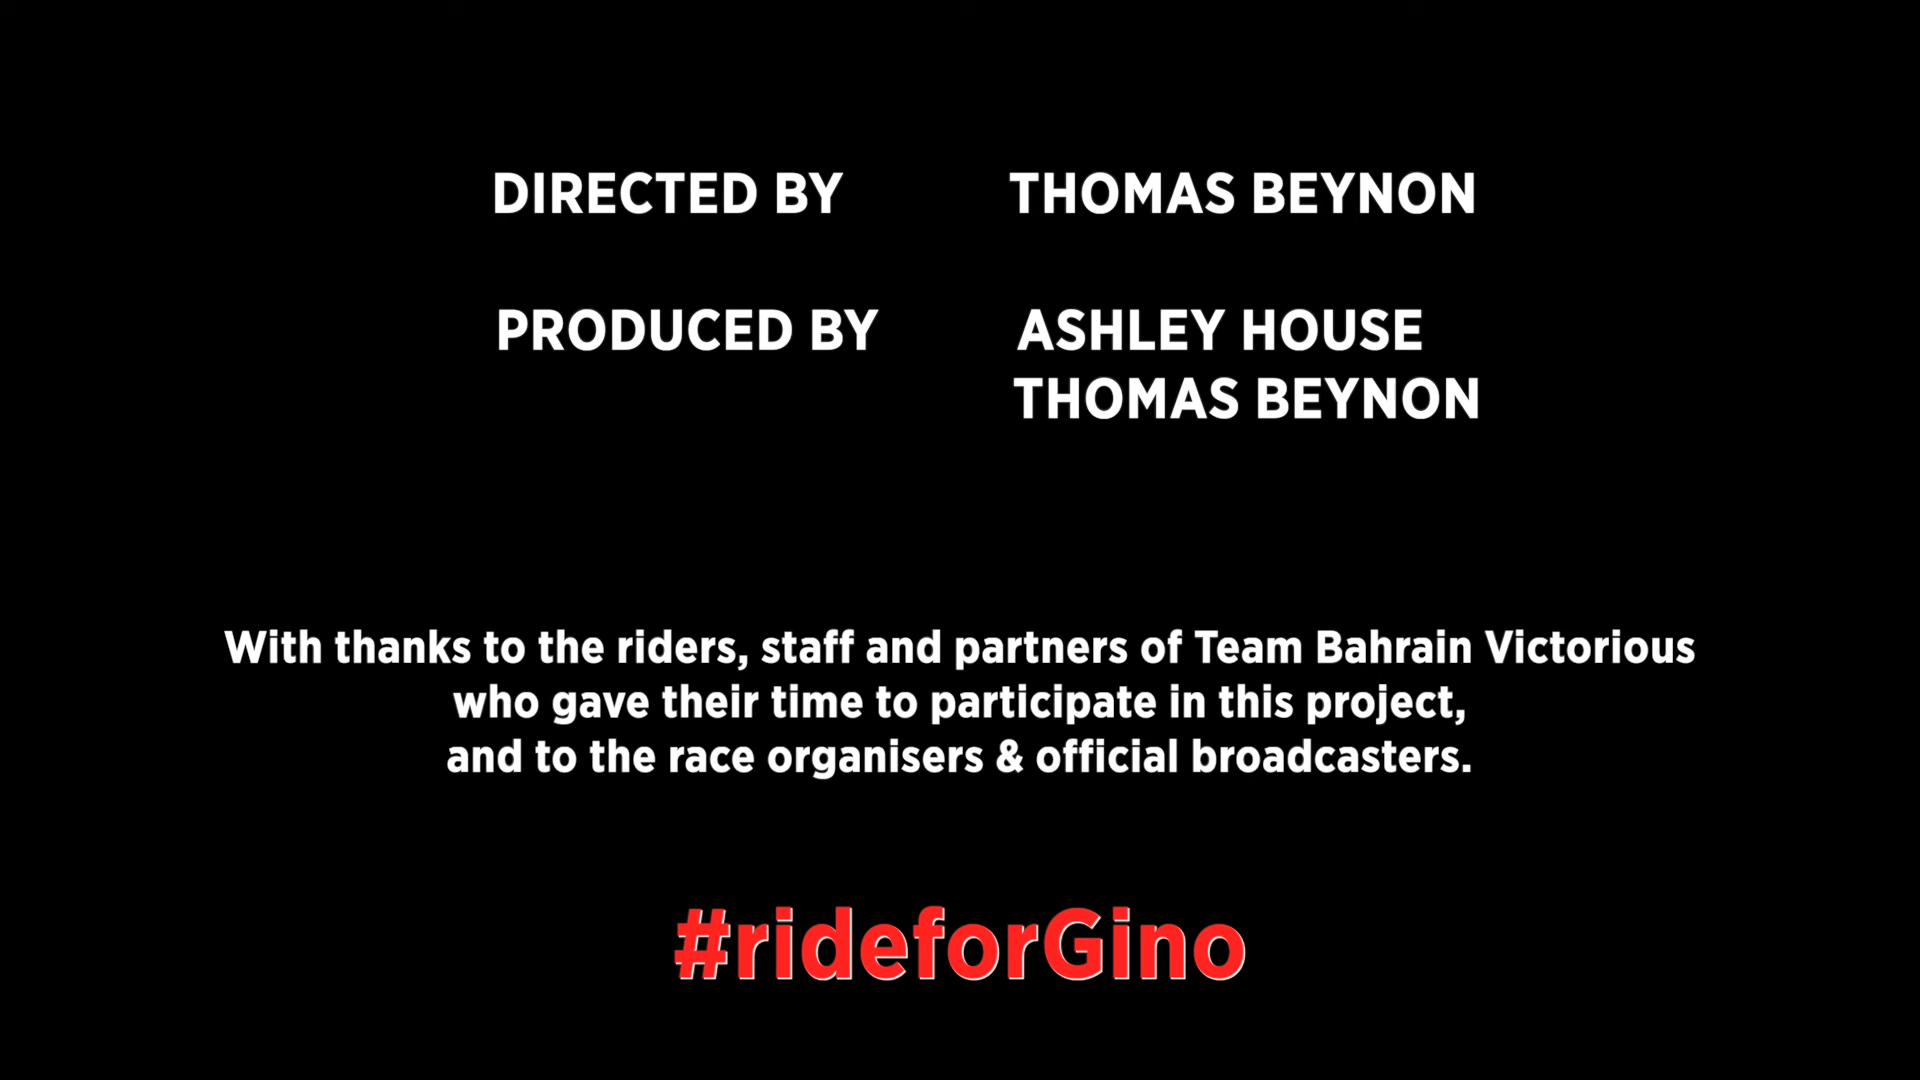 DIRECTED BY THOMAS BEYNON
PRODUCED BY ASHLEY HOUSE
THOMAS BEYNON
With thanks to the riders, staff and partners of Team Bahrain Victorious
who gave their time to participate in this project,
and to the race organisers & official broadcasters.
#rideforGino